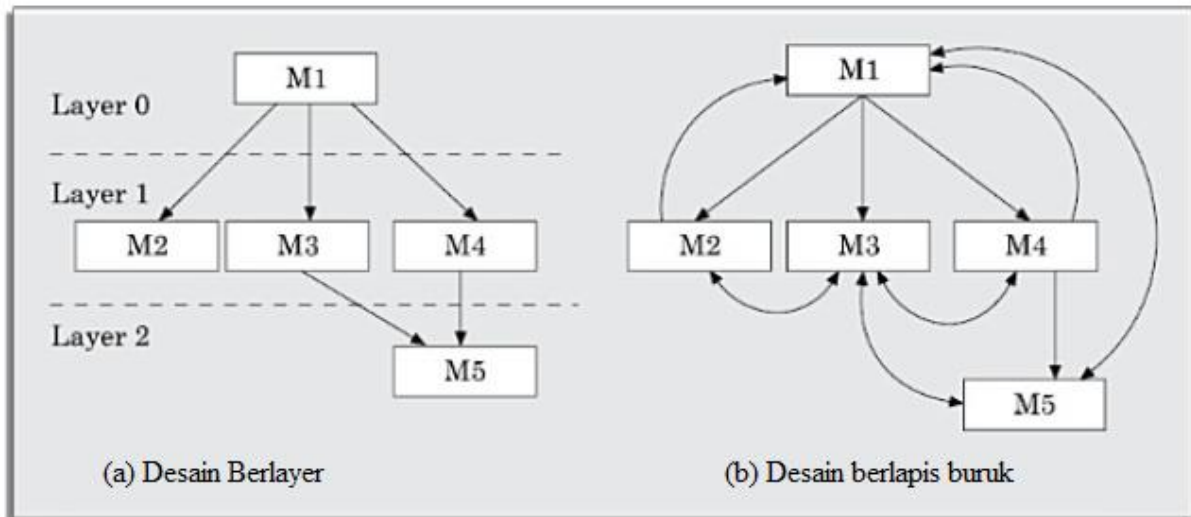 M1
Layer 0
Layer 1
M2
M3
M4
Layer 2
M5
(a) Desain Berlayer
M1
M2
M3
M4
M5
(b) Desain berlapis buruk